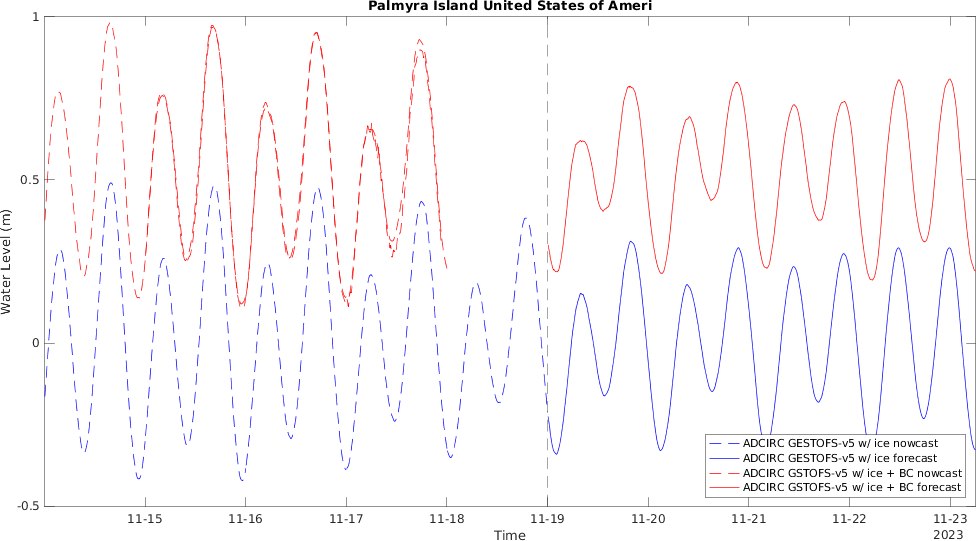 Palmyra Island United States of Ameri
Water Level (m)
1
0.5
0
-0.5
11-15 11-16 11-17 11-18 11-19 11-20 11-21 11-22 11-23
2023
Time
ADCIRC GESTOFS-v5 w/ ice nowcast
ADCIRC GESTOFS-v5 w/ ice forecast
ADCIRC GSTOFS-v5 w/ ice + BC nowcast
ADCIRC GSTOFS-v5 w/ ice + BC forecast